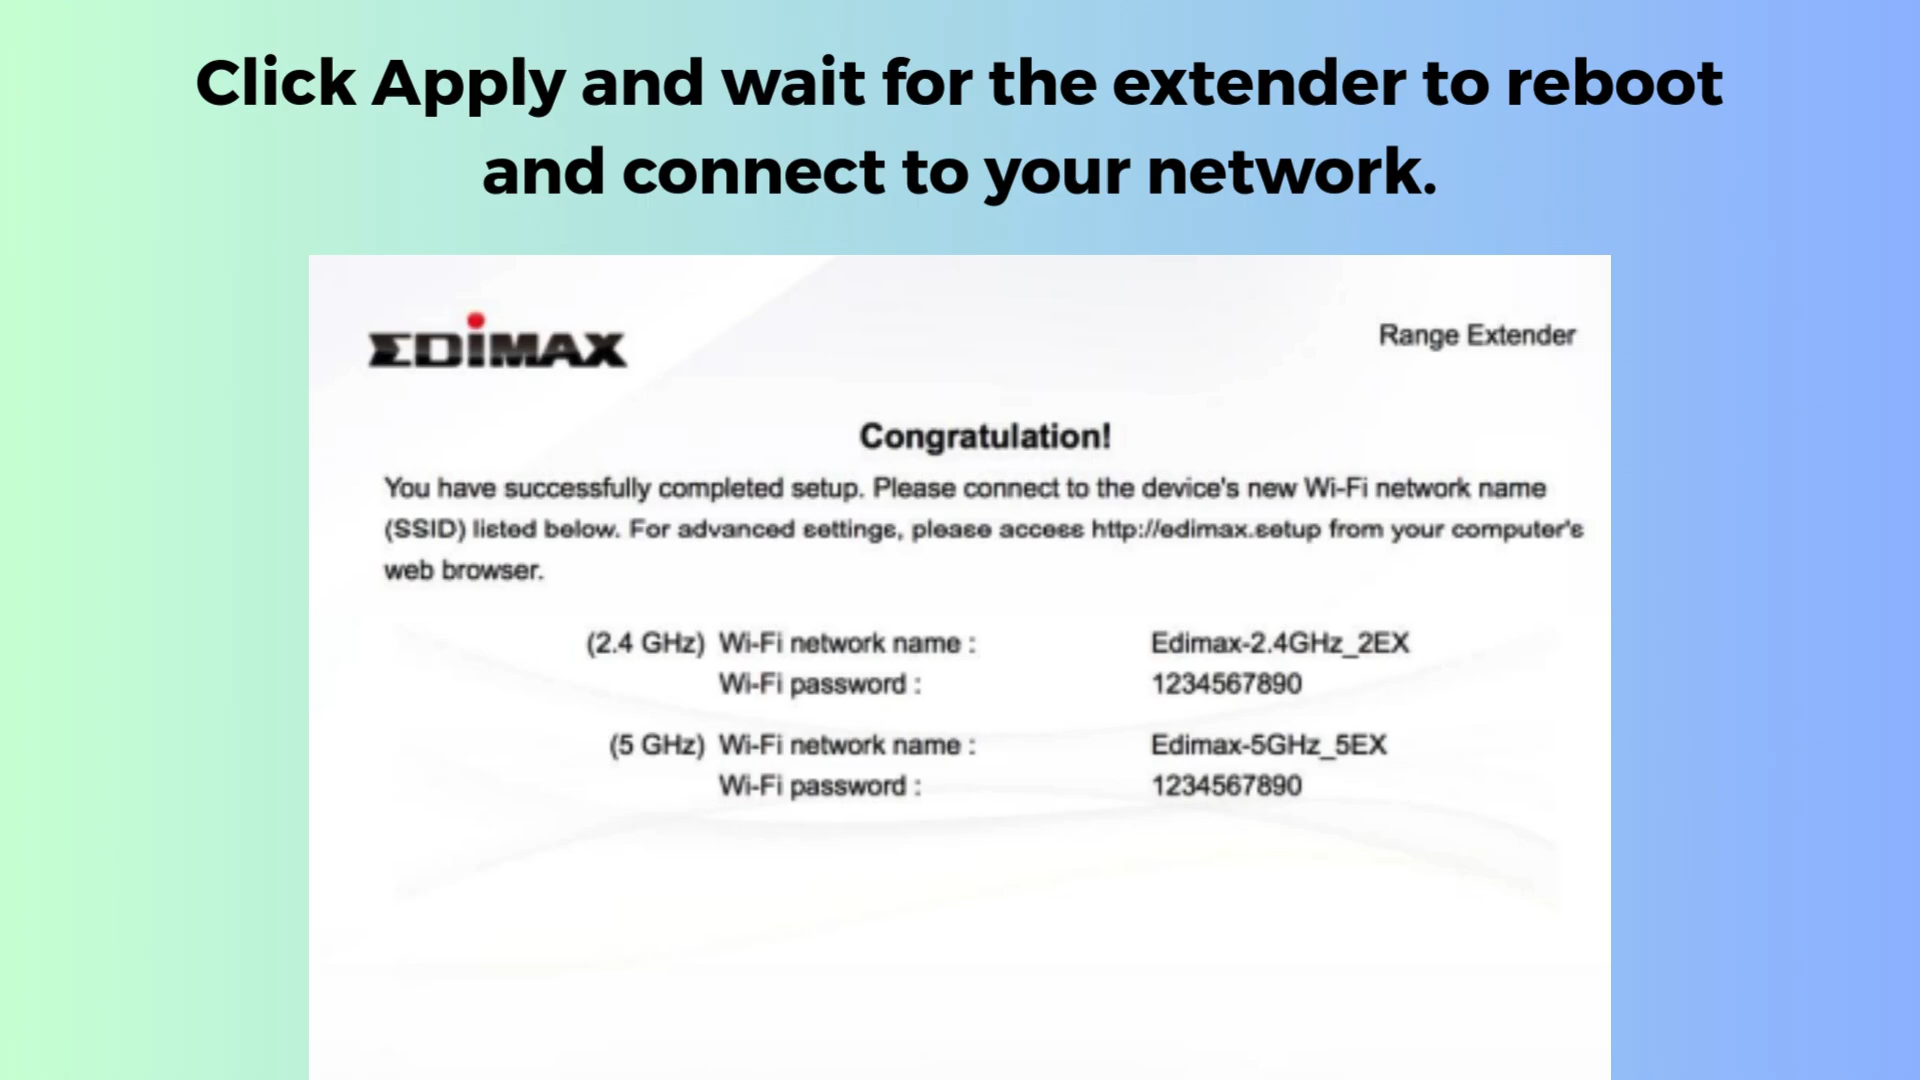 Click Apply and wait for the extender to reboot
and connect to your network.
EDiMAX
Range Extender
Congratulation!
You have successfully completed setup. Please connect to the device's new Wi-Fi network name
(SSID) listed below. For advanced settings, please access http://edimax.setup from your computer's
web browser.
(2.4 GHz) Wi-Fi network name : Edimax-2.4GHz_2EX
Wi-Fi password : 1234567890
(5 GHz) Wi-Fi network name : Edimax-5GHz_5EX
Wi-Fi password : 1234567890